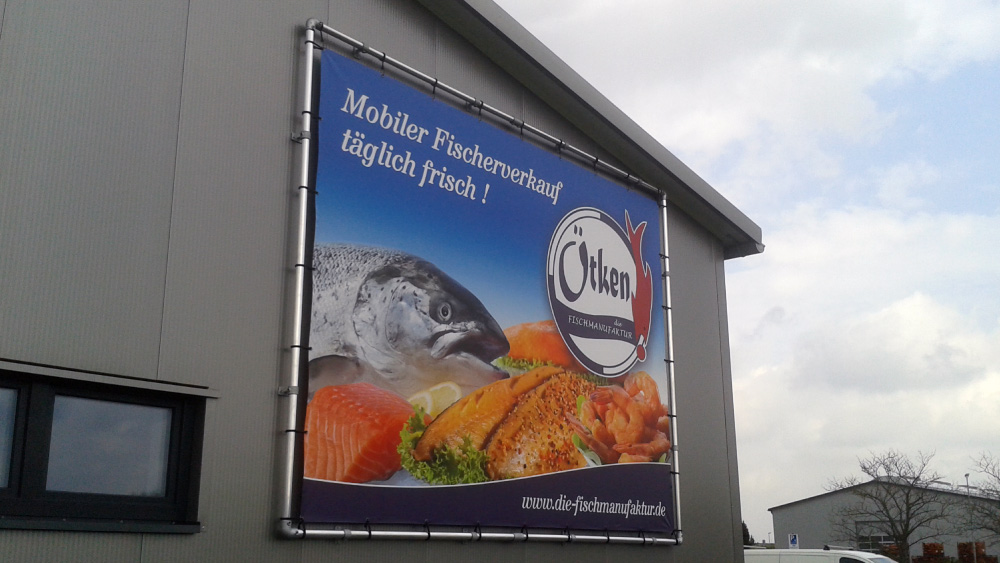 Mobiler Fischerverkauf
täglich frisch !
Ötken
die
FISCHMANUFAKTUR
www.die-fischmanufaktur.de